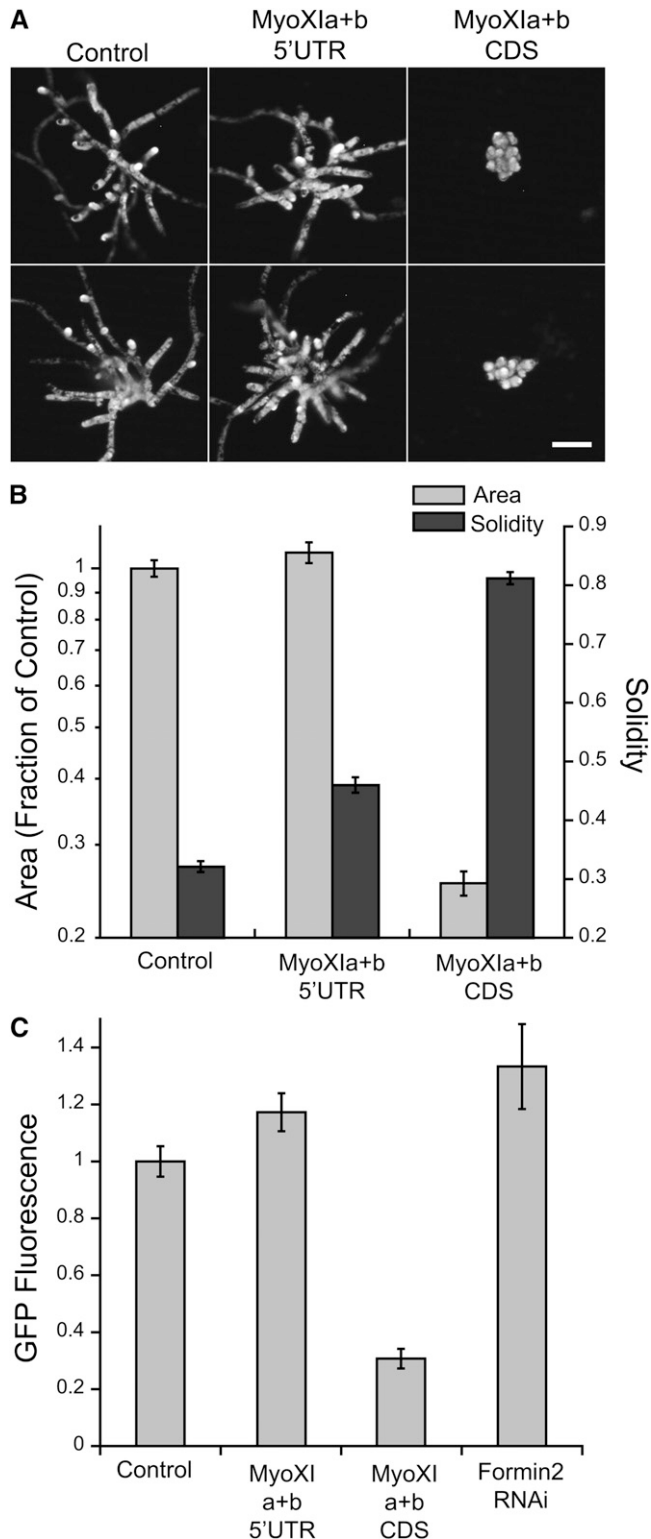 A
Control
MyoXIa+b
5'UTR
MyoXIa+b
CDS
B
Area
Solidity
Area (Fraction of Control)
1
0.9
0.8
0.7
0.6
0.5
0.4
0.3
0.2
Solidity
0.9
0.8
0.7
0.6
0.5
0.4
0.3
0.2
Control
MyoXIa+b
5'UTR
MyoXIa+b
CDS
C
GFP Fluorescence
1.4
1.2
1
0.8
0.6
0.4
0.2
0
Control
MyoXI
a+b
5'UTR
MyoXI
a+b
CDS
Formin2
RNAi